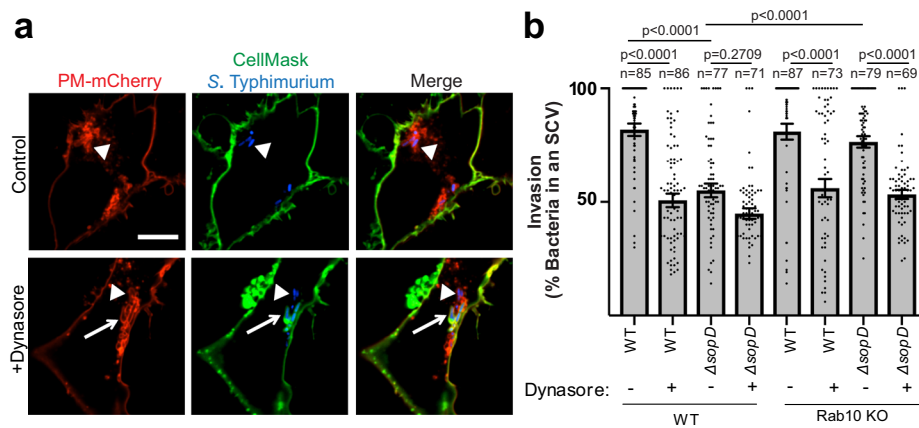 a
CellMask
PM-mCherry
S. Typhimurium
Merge
Control
+Dynasore
b
p<0.0001
p<0.0001
p<0.0001 p=0.2709 p<0.0001 p<0.0001
n=85 n=86 n=77 n=71 n=87 n=73 n=79 n=69
Invasion
(% Bacteria in an SCV)
100
50
WT WT ΔsopD ΔsopD WT WT ΔsopD ΔsopD
Dynasore: - + - + - + - +
WT Rab10 KO